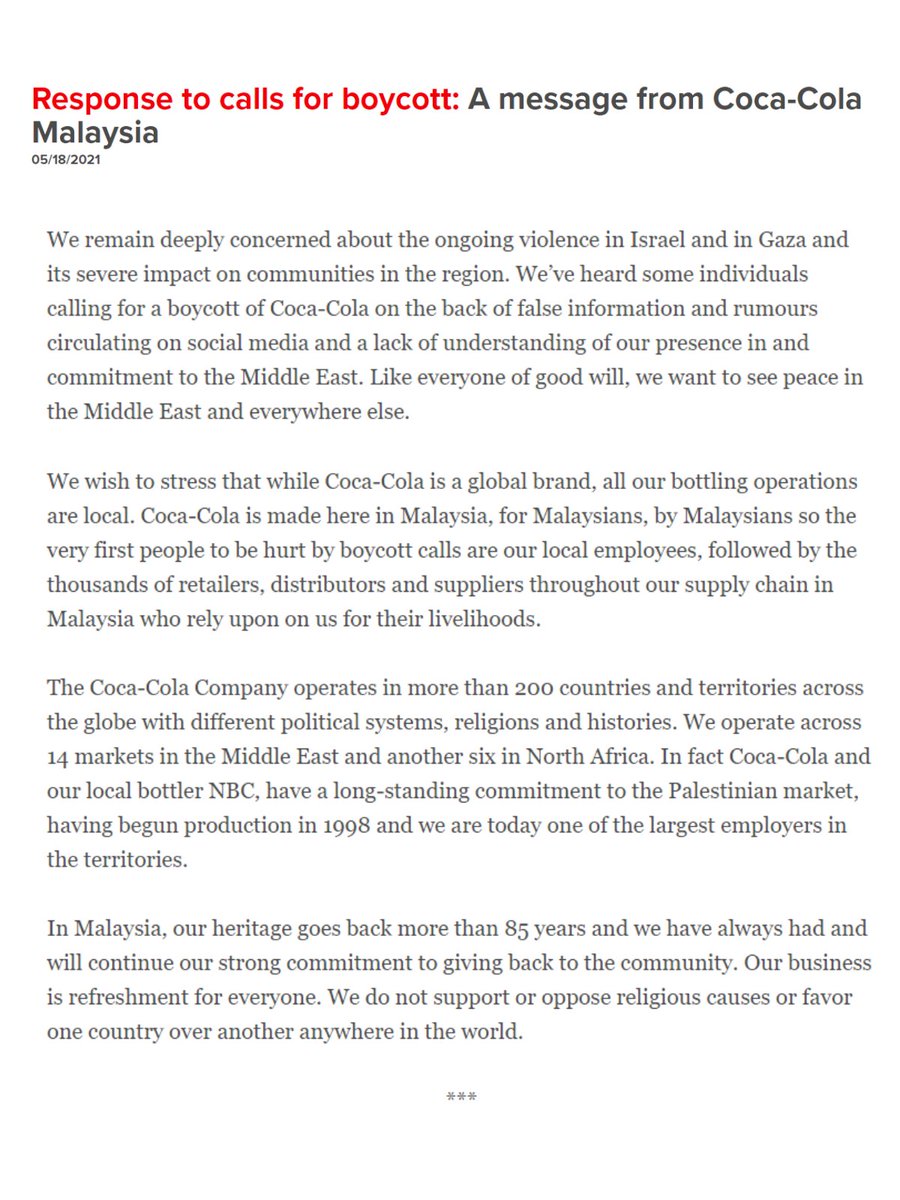 Response to calls for boycott: A message from Coca-Cola
Malaysia
05/18/2021
We remain deeply concerned about the ongoing violence in Israel and in Gaza and
its severe impact on communities in the region. We’ve heard some individuals
calling for a boycott of Coca-Cola on the back of false information and rumours
circulating on social media and a lack of understanding of our presence in and
commitment to the Middle East. Like everyone of good will, we want to see peace in
the Middle East and everywhere else.
We wish to stress that while Coca-Cola is a global brand, all our bottling operations
are local. Coca-Cola is made here in Malaysia, for Malaysians, by Malaysians so the
very first people to be hurt by boycott calls are our local employees, followed by the
thousands of retailers, distributors and suppliers throughout our supply chain in
Malaysia who rely upon on us for their livelihoods.
The Coca-Cola Company operates in more than 200 countries and territories across
the globe with different political systems, religions and histories. We operate across
14 markets in the Middle East and another six in North Africa. In fact Coca-Cola and
our local bottler NBC, have a long-standing commitment to the Palestinian market,
having begun production in 1998 and we are today one of the largest employers in
the territories.
In Malaysia, our heritage goes back more than 85 years and we have always had and
will continue our strong commitment to giving back to the community. Our business
is refreshment for everyone. We do not support or oppose religious causes or favor
one country over another anywhere in the world.
***